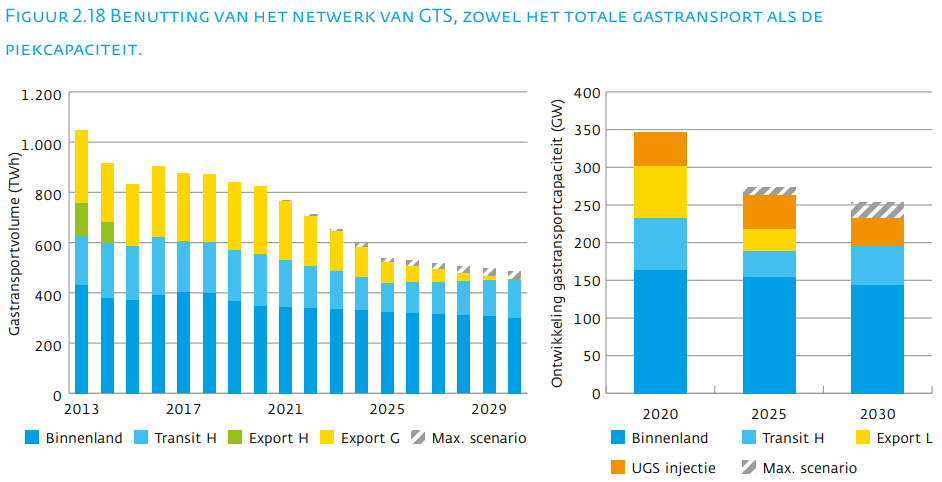 Figuur 2.18 Benutting van het netwerk van GTS, zowel het totale gastransport als de
piekcapaciteit.
Gastransportvolume (TWh)
1.200
1.000
800
600
400
200
0
2013
2017
2021
2025
2029
Binnenland
Transit H
Export H
Export G
Max. scenario
Ontwikkeling gastransportcapaciteit (GW)
400
350
300
250
200
150
100
50
0
2020
2025
2030
Binnenland
Transit H
Export L
UGS injectie
Max. scenario